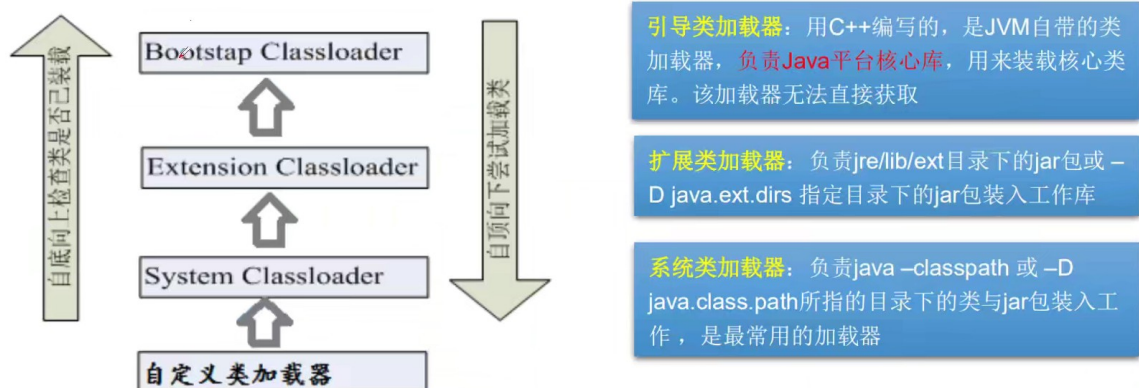 自底向上检查类是否已装载
Bootstap Classloader
Extension Classloader
System Classloader
自定义类加载器
自顶向下尝试加载类
引导类加载器：用C++编写的，是JVM自带的类
加载器，负责Java平台核心库，用来装载核心类
库。该加载器无法直接获取
扩展类加载器：负责jre/lib/ext目录下的jar包或 –
D java.ext.dirs 指定目录下的jar包装入工作库
系统类加载器：负责java –classpath 或 –D
java.class.path所指的目录下的类与jar包装入工
作 ，是最常用的加载器